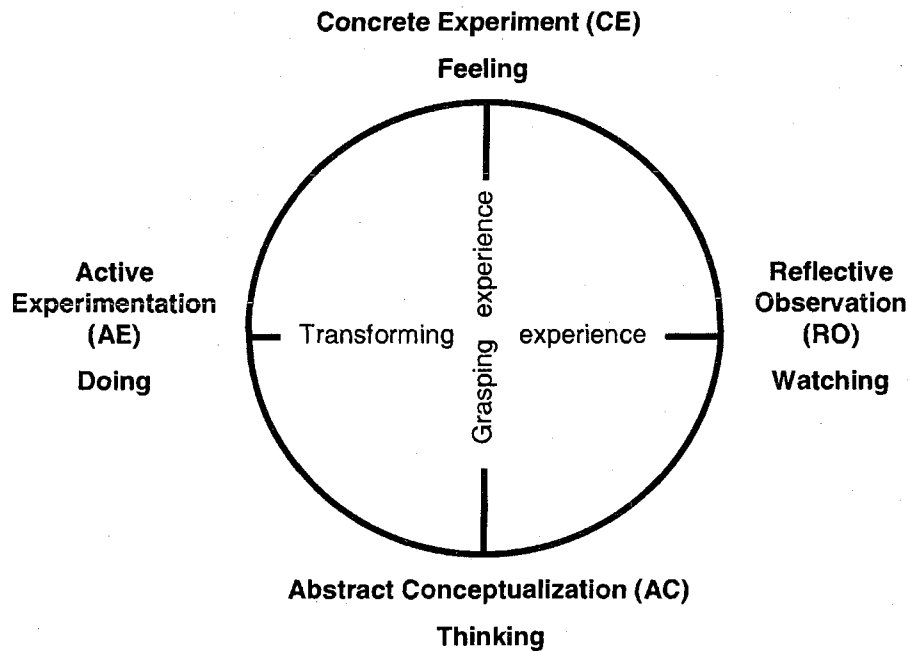 Concrete Experiment (CE)
Feeling
Active
Experimentation
(AE)
Doing
Transforming experience
Grasping experience
Reflective
Observation
(RO)
Watching
Abstract Conceptualization (AC)
Thinking